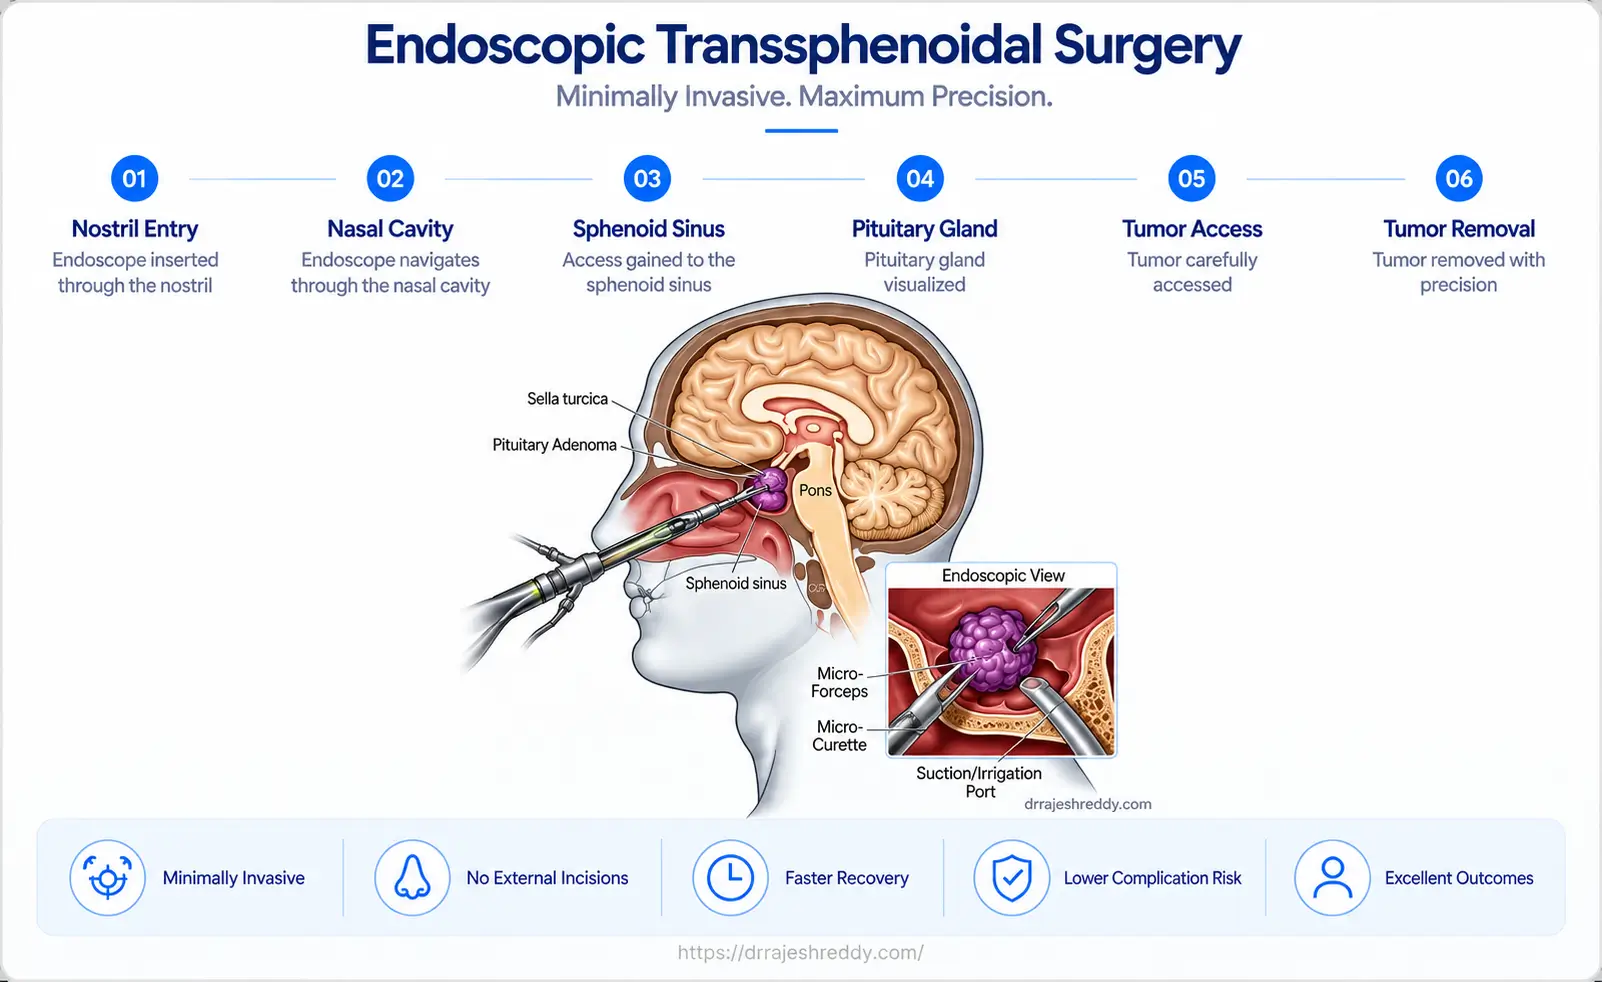 Endoscopic Transsphenoidal Surgery
Minimally Invasive. Maximum Precision.
01
Nostril Entry
Endoscope inserted
through the nostril
02
Nasal Cavity
Endoscope navigates
through the nasal cavity
03
Sphenoid Sinus
Access gained to the
sphenoid sinus
04
Pituitary Gland
Pituitary gland
visualized
05
Tumor Access
Tumor carefully
accessed
06
Tumor Removal
Tumor removed with
precision
Sella turcica
Pituitary Adenoma
Pons
Sphenoid sinus
Endoscopic View
Micro-
Forceps
Micro-
Curette
Suction/Irrigation
Port
drrajeshreddy.com
Minimally Invasive
No External Incisions
Faster Recovery
Lower Complication Risk
Excellent Outcomes
https://drrajeshreddy.com/